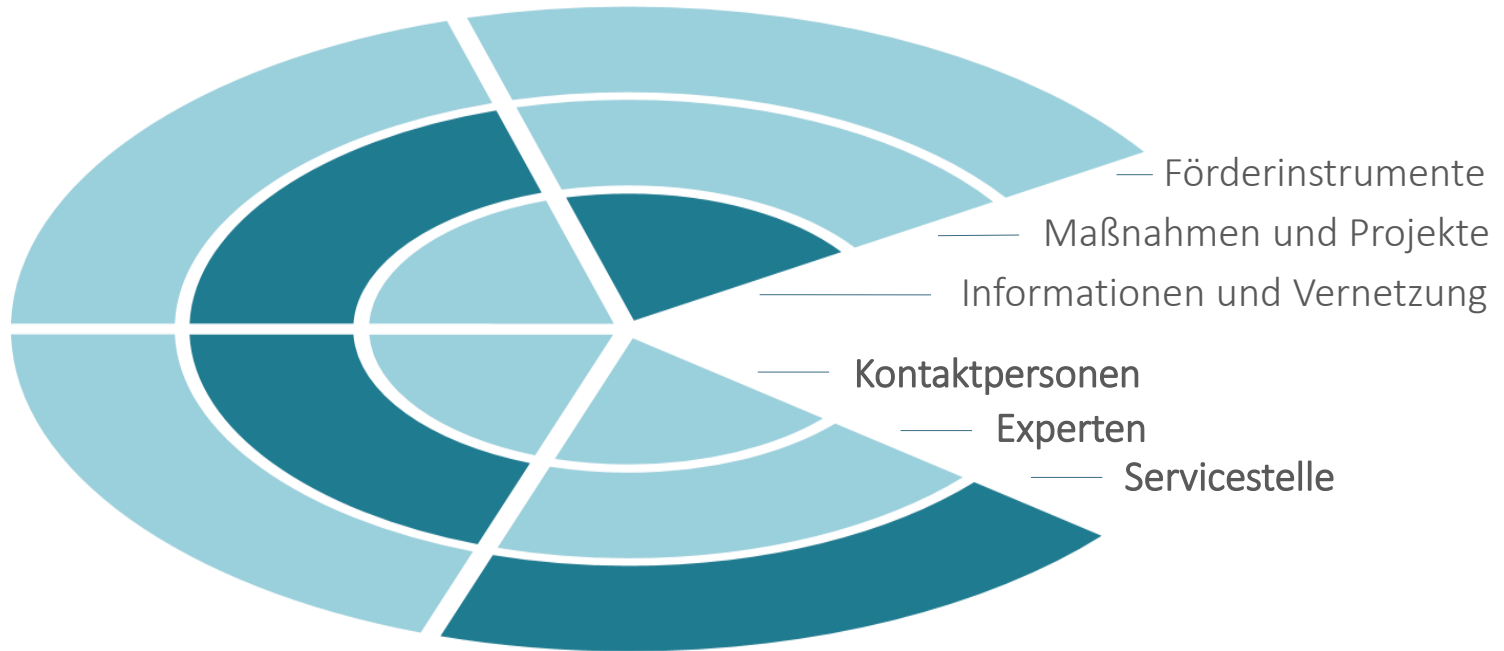 Förderinstrumente
Maßnahmen und Projekte
Informationen und Vernetzung
Kontaktpersonen
Experten
Servicestelle